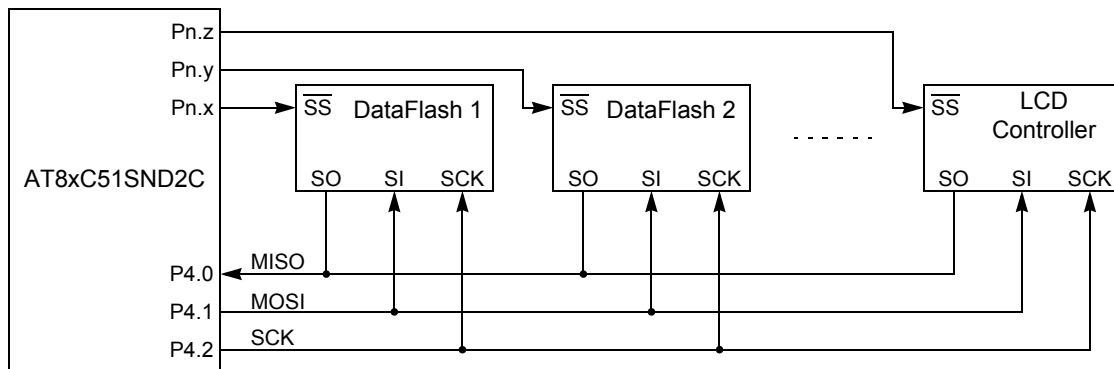 Pn.z
Pn.y
Pn.x
AT8xC51SND2C
P4.0
P4.1
P4.2
MISO
MOSI
SCK
SS DataFlash 1
SO SI SCK
SS DataFlash 2
SO SI SCK
SS LCD
Controller
SO SI SCK